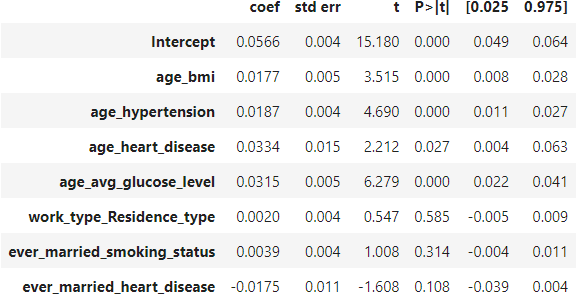 coef std err t P>|t| [0.025 0.975]
Intercept 0.0566 0.004 15.180 0.000 0.049 0.064
age_bmi 0.0177 0.005 3.515 0.000 0.008 0.028
age_hypertension 0.0187 0.004 4.690 0.000 0.011 0.027
age_heart_disease 0.0334 0.015 2.212 0.027 0.004 0.063
age_avg_glucose_level 0.0315 0.005 6.279 0.000 0.022 0.041
work_type_Residence_type 0.0020 0.004 0.547 0.585 -0.005 0.009
ever_married_smoking_status 0.0039 0.004 1.008 0.314 -0.004 0.011
ever_married_heart_disease -0.0175 0.011 -1.608 0.108 -0.039 0.004